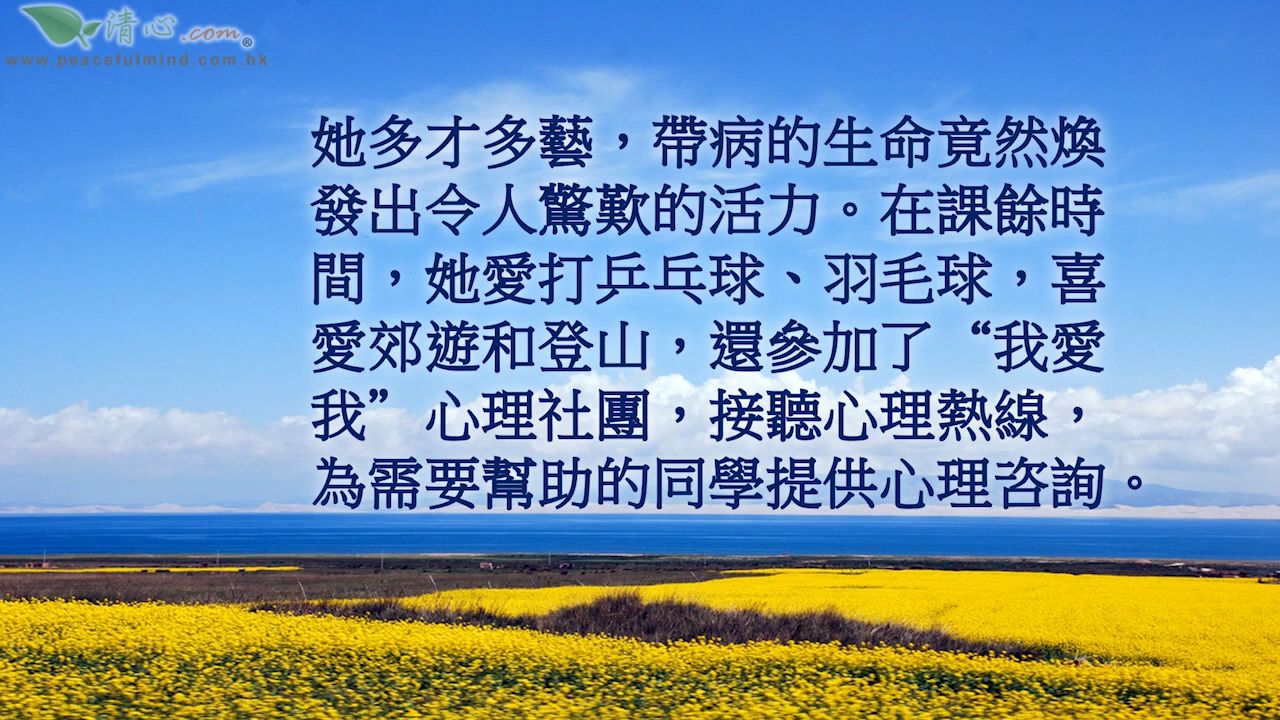 清心.com®
www.peacefulmind.com.hk
她多才多藝，帶病的生命竟然煥
發出令人驚歎的活力。在課餘時
間，她愛打乒乓球、羽毛球，喜
愛郊遊和登山，還參加了“我愛
我”心理社團，接聽心理熱線，
為需要幫助的同學提供心理咨詢。